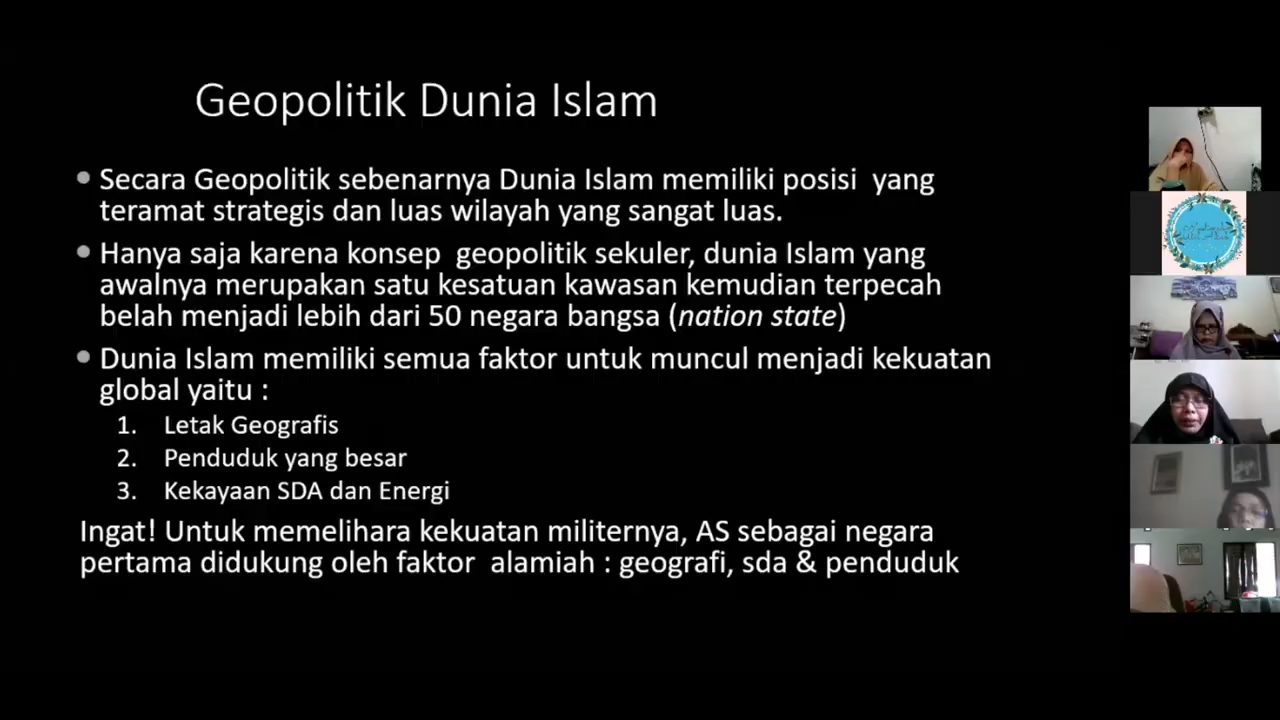 Geopolitik Dunia Islam
Secara Geopolitik sebenarnya Dunia Islam memiliki posisi yang
teramat strategis dan luas wilayah yang sangat luas.
Hanya saja karena konsep geopolitik sekuler, dunia Islam yang
awalnya merupakan satu kesatuan kawasan kemudian terpecah
belah menjadi lebih dari 50 negara bangsa (nation state)
Dunia Islam memiliki semua faktor untuk muncul menjadi kekuatan
global yaitu :
1. Letak Geografis
2. Penduduk yang besar
3. Kekayaan SDA dan Energi
Ingat! Untuk memelihara kekuatan militernya, AS sebagai negara
pertama didukung oleh faktor alamiah : geografi, sda & penduduk